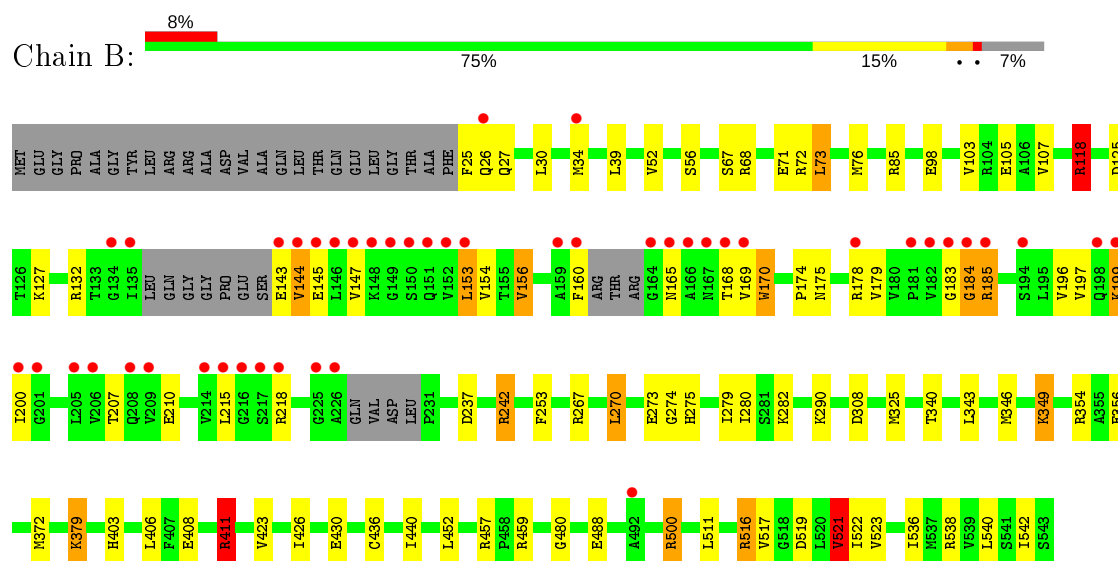 8%
Chain B:
75% 15% • • 7%
MET GLU GLY PRO ALA GLY TYR LEU ARG ARG ALA ASP VAL ALA GLN LEU THR GLN GLU LEU GLY THR ALA PHE F25 Q26 Q27 L30 M34 L39 V52 S56 S67 R68 E71 R72 L73 M76 R85 E98 V103 R104 E105 A106 V107 R118 D125
T126 K127 R132 T133 G134 I135 LEU GLN GLY GLY PRO GLU SER E143 V144 E145 L146 V147 K148 G149 S150 Q151 V152 L153 V154 T155 V156 A159 F160 ARG THR ARG G164 N165 A166 N167 T168 V169 W170 P174 N175 R178 V179 V180 P181 V182 G183 G184 R185 S194 L195 V196 V197 Q198 K199
I200 G201 L205 V206 T207 Q208 V209 E210 V214 L215 G216 S217 R218 G225 A226 GLN VAL ASP LEU P231 D237 R242 F253 R267 L270 E273 G274 H275 I279 I280 S281 K282 K290 D308 M325 T340 L343 M346 K349 R354 A355 E356
M372 K379 H403 L406 F407 E408 R411 V423 I426 E430 C436 I440 L452 R457 P458 R459 G480 E488 A492 R500 L511 R516 V517 G518 D519 L520 V521 I522 V523 I536 M537 R538 V539 L540 S541 I542 S543